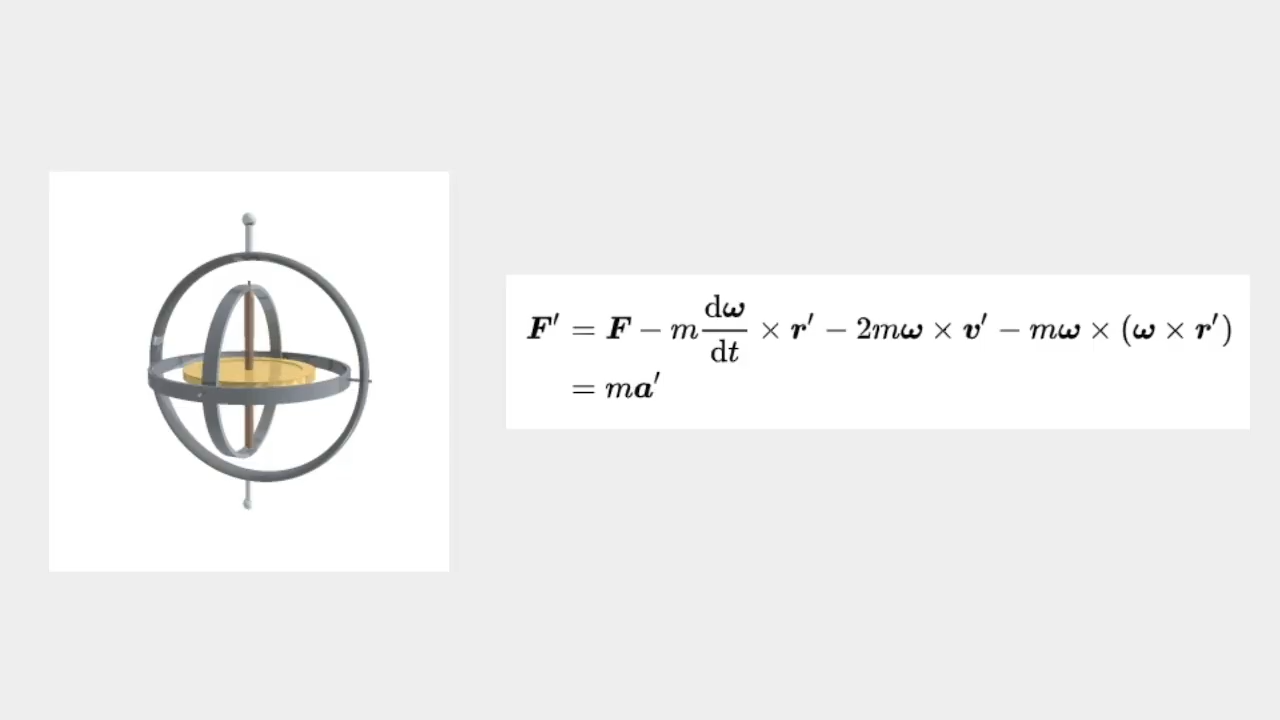 F′ = F − m dω/dt × r′ − 2mω × v′ − mω × (ω × r′)
= ma′